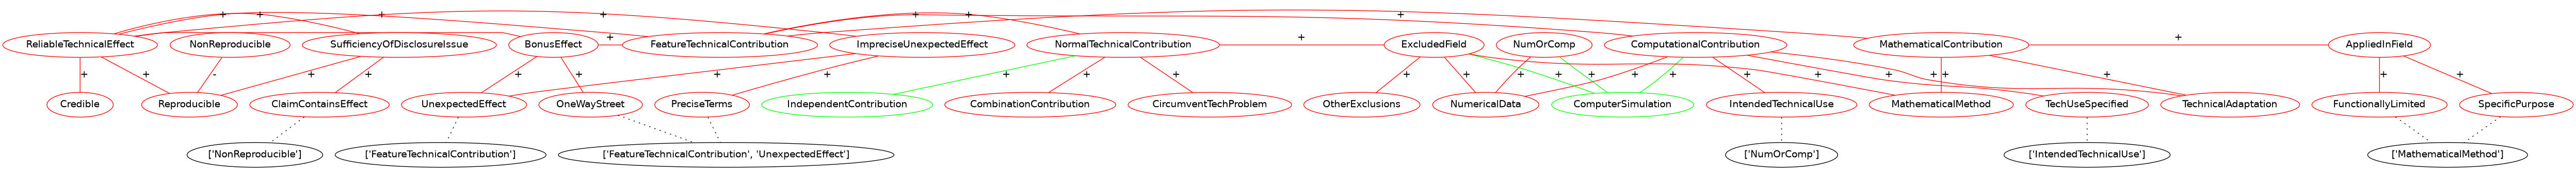 + + + + + + +
ReliableTechnicalEffect NonReproducible SufficiencyOfDisclosureIssue BonusEffect + FeatureTechnicalContribution ImpreciseUnexpectedEffect NormalTechnicalContribution + ExcludedField NumOrComp ComputationalContribution MathematicalContribution + AppliedInField
+ + - + + + + + + + + + + + + + + + + + + + + + + +
Credible Reproducible ClaimContainsEffect UnexpectedEffect OneWayStreet PreciseTerms IndependentContribution CombinationContribution CircumventTechProblem OtherExclusions NumericalData ComputerSimulation IntendedTechnicalUse MathematicalMethod TechUseSpecified TechnicalAdaptation FunctionallyLimited SpecificPurpose
['NonReproducible'] ['FeatureTechnicalContribution'] ['FeatureTechnicalContribution', 'UnexpectedEffect'] ['NumOrComp'] ['IntendedTechnicalUse'] ['MathematicalMethod']